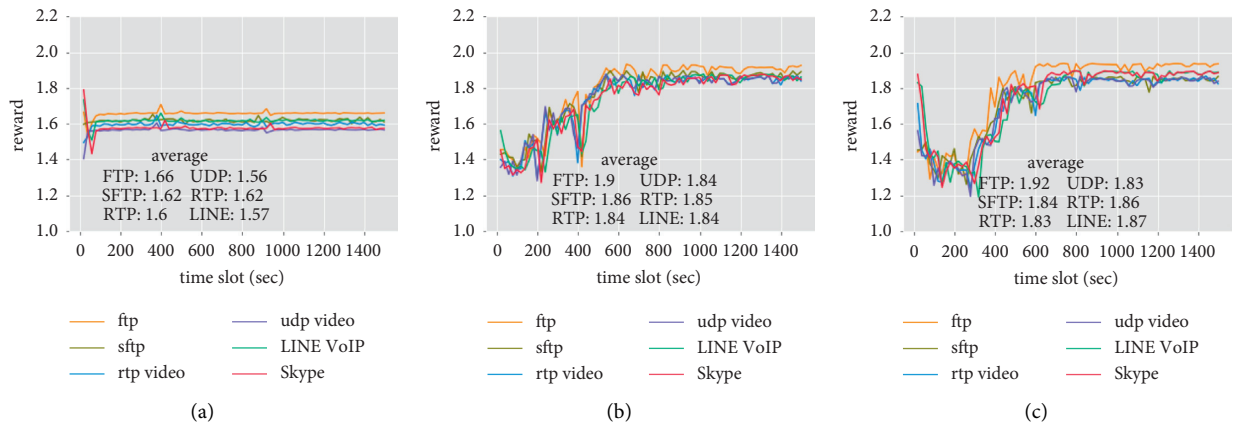 2.2
2.0
1.8
1.6
1.4
1.2
1.0
reward
average
FTP: 1.66 UDP: 1.56
SFTP: 1.62 RTP: 1.62
RTP: 1.6 LINE: 1.57
0 200 400 600 800 1000 1200 1400
time slot (sec)
ftp udp video
sftp LINE VoIP
rtp video Skype
(a)
2.2
2.0
1.8
1.6
1.4
1.2
1.0
reward
average
FTP: 1.9 UDP: 1.84
SFTP: 1.86 RTP: 1.85
RTP: 1.84 LINE: 1.84
0 200 400 600 800 1000 1200 1400
time slot (sec)
ftp udp video
sftp LINE VoIP
rtp video Skype
(b)
2.2
2.0
1.8
1.6
1.4
1.2
1.0
reward
average
FTP: 1.92 UDP: 1.83
SFTP: 1.84 RTP: 1.86
RTP: 1.83 LINE: 1.87
0 200 400 600 800 1000 1200 1400
time slot (sec)
ftp udp video
sftp LINE VoIP
rtp video Skype
(c)